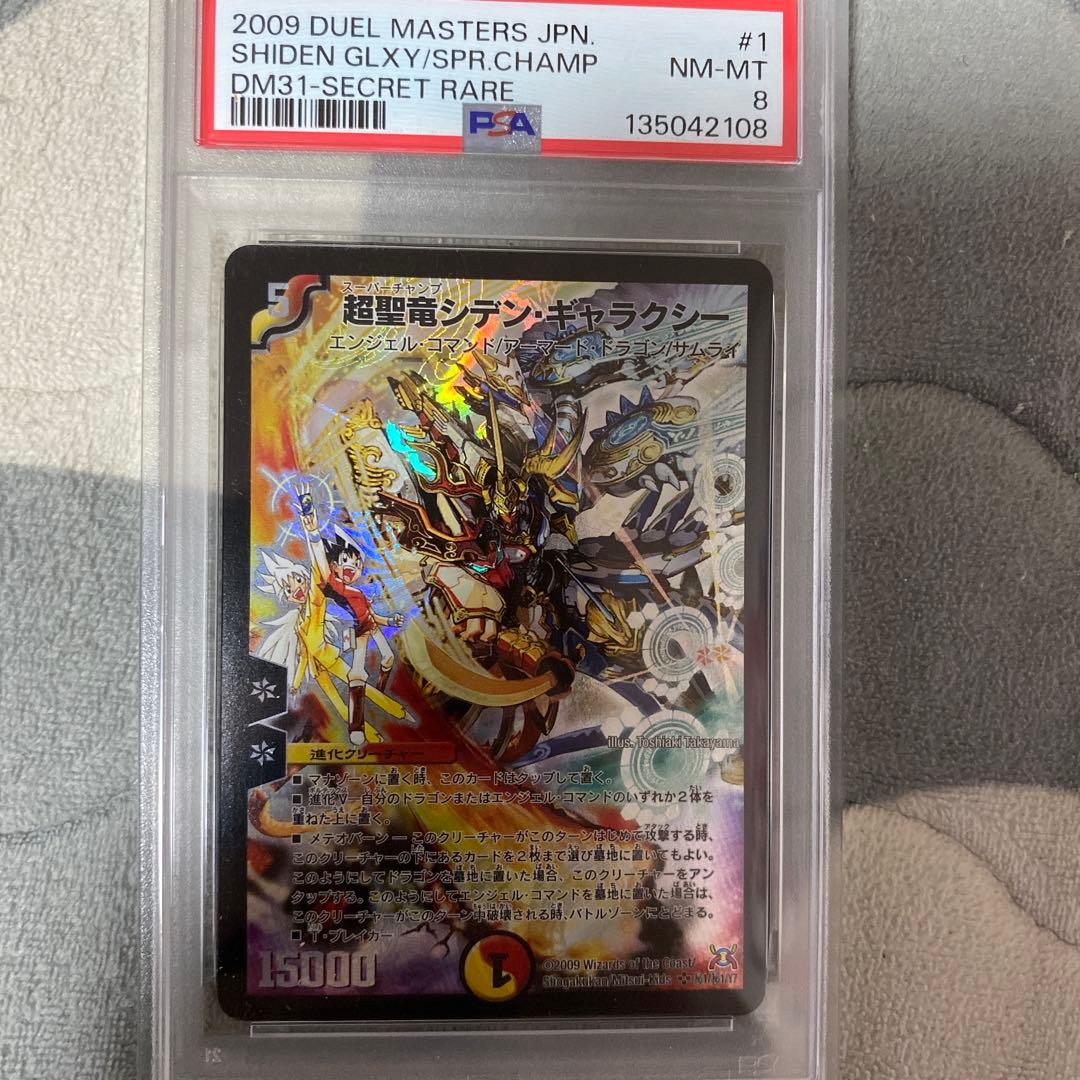 2009 DUEL MASTERS JPN. #1
SHIDEN GLXY/SPR.CHAMP NM-MT
DM31-SECRET RARE 8
PSA 135042108
5
スーパーチャンプ
超聖竜シデン・ギャラクシー
エンジェル・コマンド/アーマード・ドラゴン/サムライ
illus. Toshiaki Takayama
進化クリーチャー
■ マナゾーンに置く時、このカードはタップして置く。
■ 進化V－自分のドラゴンまたはエンジェル・コマンドのいずれか2体を
重ねた上に置く。
■ メテオバーン ― このクリーチャーがこのターンはじめて攻撃する時、
このクリーチャーの下にあるカードを2枚まで選び墓地に置いてもよい。
このようにしてドラゴンを墓地に置いた場合、このクリーチャーをアン
タップする。このようにしてエンジェル・コマンドを墓地に置いた場合は、
このクリーチャーがこのターン中破壊される時、バトルゾーンにとどまる。
■ T・ブレイカー
15000
1
©2009 Wizards of the Coast/
Shogakukan/Mitsui-Kids